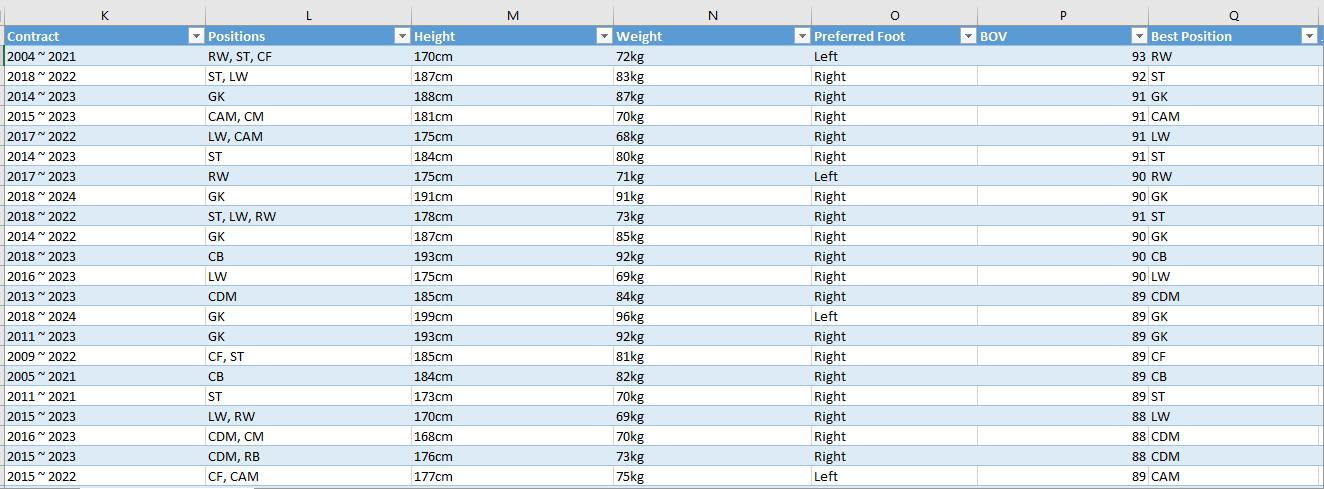 K L M N O P Q
Contract Positions Height Weight Preferred Foot BOV Best Position
2004 ~ 2021 RW, ST, CF 170cm 72kg Left 93 RW
2018 ~ 2022 ST, LW 187cm 83kg Right 92 ST
2014 ~ 2023 GK 188cm 87kg Right 91 GK
2015 ~ 2023 CAM, CM 181cm 70kg Right 91 CAM
2017 ~ 2022 LW, CAM 175cm 68kg Right 91 LW
2014 ~ 2023 ST 184cm 80kg Right 91 ST
2017 ~ 2023 RW 175cm 71kg Left 90 RW
2018 ~ 2024 GK 191cm 91kg Right 90 GK
2018 ~ 2022 ST, LW, RW 178cm 73kg Right 91 ST
2014 ~ 2022 GK 187cm 85kg Right 90 GK
2018 ~ 2023 CB 193cm 92kg Right 90 CB
2016 ~ 2023 LW 175cm 69kg Right 90 LW
2013 ~ 2023 CDM 185cm 84kg Right 89 CDM
2018 ~ 2024 GK 199cm 96kg Left 89 GK
2011 ~ 2023 GK 193cm 92kg Right 89 GK
2009 ~ 2022 CF, ST 185cm 81kg Right 89 CF
2005 ~ 2021 CB 184cm 82kg Right 89 CB
2011 ~ 2021 ST 173cm 70kg Right 89 ST
2015 ~ 2023 LW, RW 170cm 69kg Right 88 LW
2016 ~ 2023 CDM, CM 168cm 70kg Right 88 CDM
2015 ~ 2023 CDM, RB 176cm 73kg Right 88 CDM
2015 ~ 2022 CF, CAM 177cm 75kg Left 89 CAM